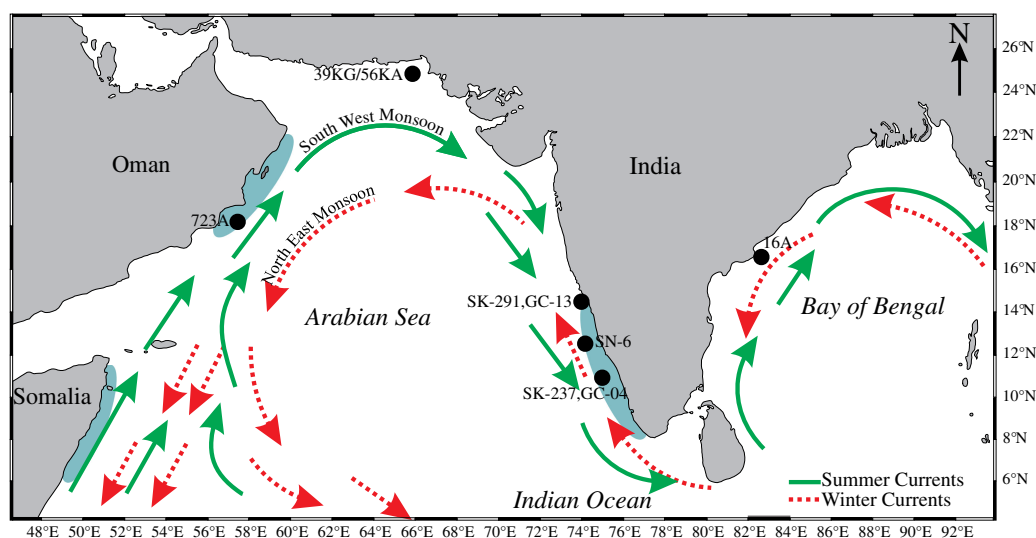 N
26°N
39KG/56KA
24°N
South West Monsoon
22°N
Oman
India
20°N
North East Monsoon
723A
18°N
16A
16°N
SK-291,GC-13
Arabian Sea
Bay of Bengal
14°N
SN-6
12°N
Somalia
SK-237,GC-04
10°N
8°N
Summer Currents
6°N
Indian Ocean
Winter Currents
48°E 50°E 52°E 54°E 56°E 58°E 60°E 62°E 64°E 66°E 68°E 70°E 72°E 74°E 76°E 78°E 80°E 82°E 84°E 86°E 88°E 90°E 92°E